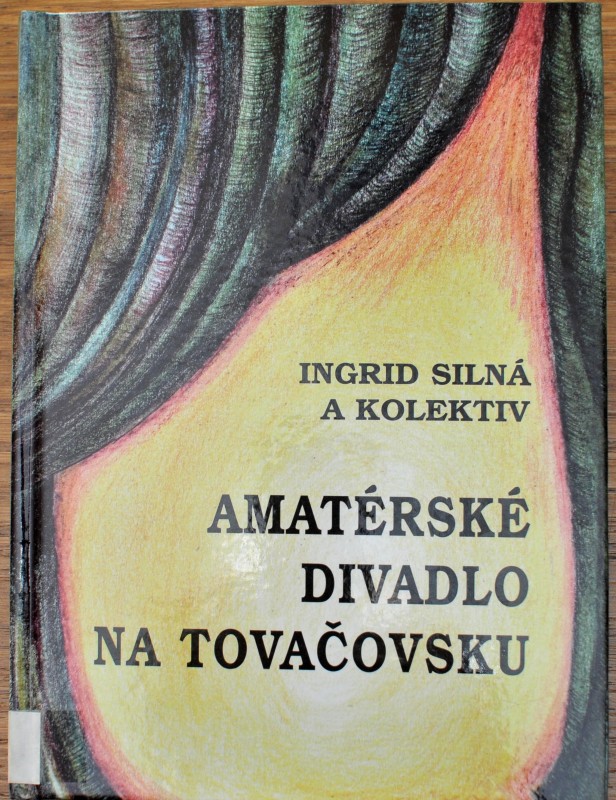 INGRID SILNÁ
A KOLEKTIV
AMATÉRSKÉ
DIVADLO
NA TOVAČOVSKU